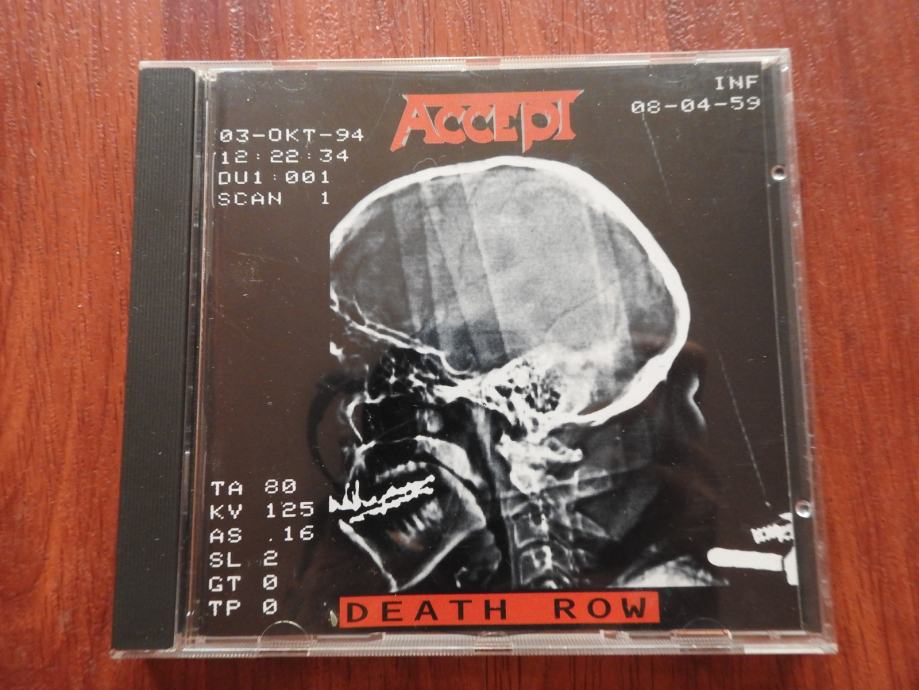 ACCEPT
INF
08-04-59
03-OKT-94
12:22:34
DU1:001
SCAN 1
TA 80
KV 125
AS .16
SL 2
GT 0
TP 0
DEATH ROW